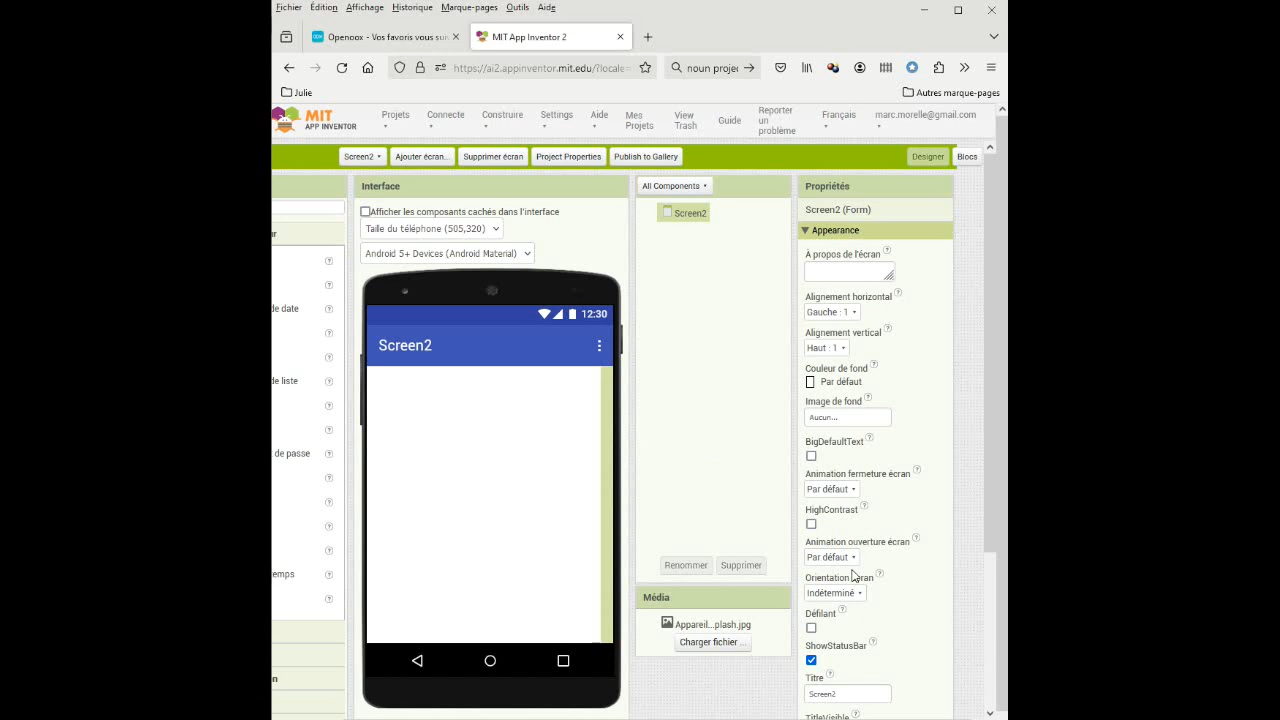 Fichier Édition Affichage Historique Marque-pages Outils Aide
Openoox - Vos favoris vous sui
MIT App Inventor 2
https://ai2.appinventor.mit.edu/?locale=
noun proje
Julie
Autres marque-pages
MIT
APP INVENTOR
Projets
Connecte
Construire
Settings
Aide
Mes Projets
View Trash
Guide
Reporter un problème
Français
marc.morelle@gmail.com
Screen2
Ajouter écran...
Supprimer écran
Project Properties
Publish to Gallery
Designer
Blocs
ur
de date
de liste
de passe
temps
n
Interface
Afficher les composants cachés dans l'interface
Taille du téléphone (505,320)
Android 5+ Devices (Android Material)
12:30
Screen2
All Components
Screen2
Renommer
Supprimer
Média
Appareil...plash.jpg
Charger fichier ...
Propriétés
Screen2 (Form)
Appearance
À propos de l'écran
Alignement horizontal
Gauche : 1
Alignement vertical
Haut : 1
Couleur de fond
Par défaut
Image de fond
Aucun...
BigDefaultText
Animation fermeture écran
Par défaut
HighContrast
Animation ouverture écran
Par défaut
Orientation écran
Indéterminé
Défilant
ShowStatusBar
Titre
Screen2
TitleVisible